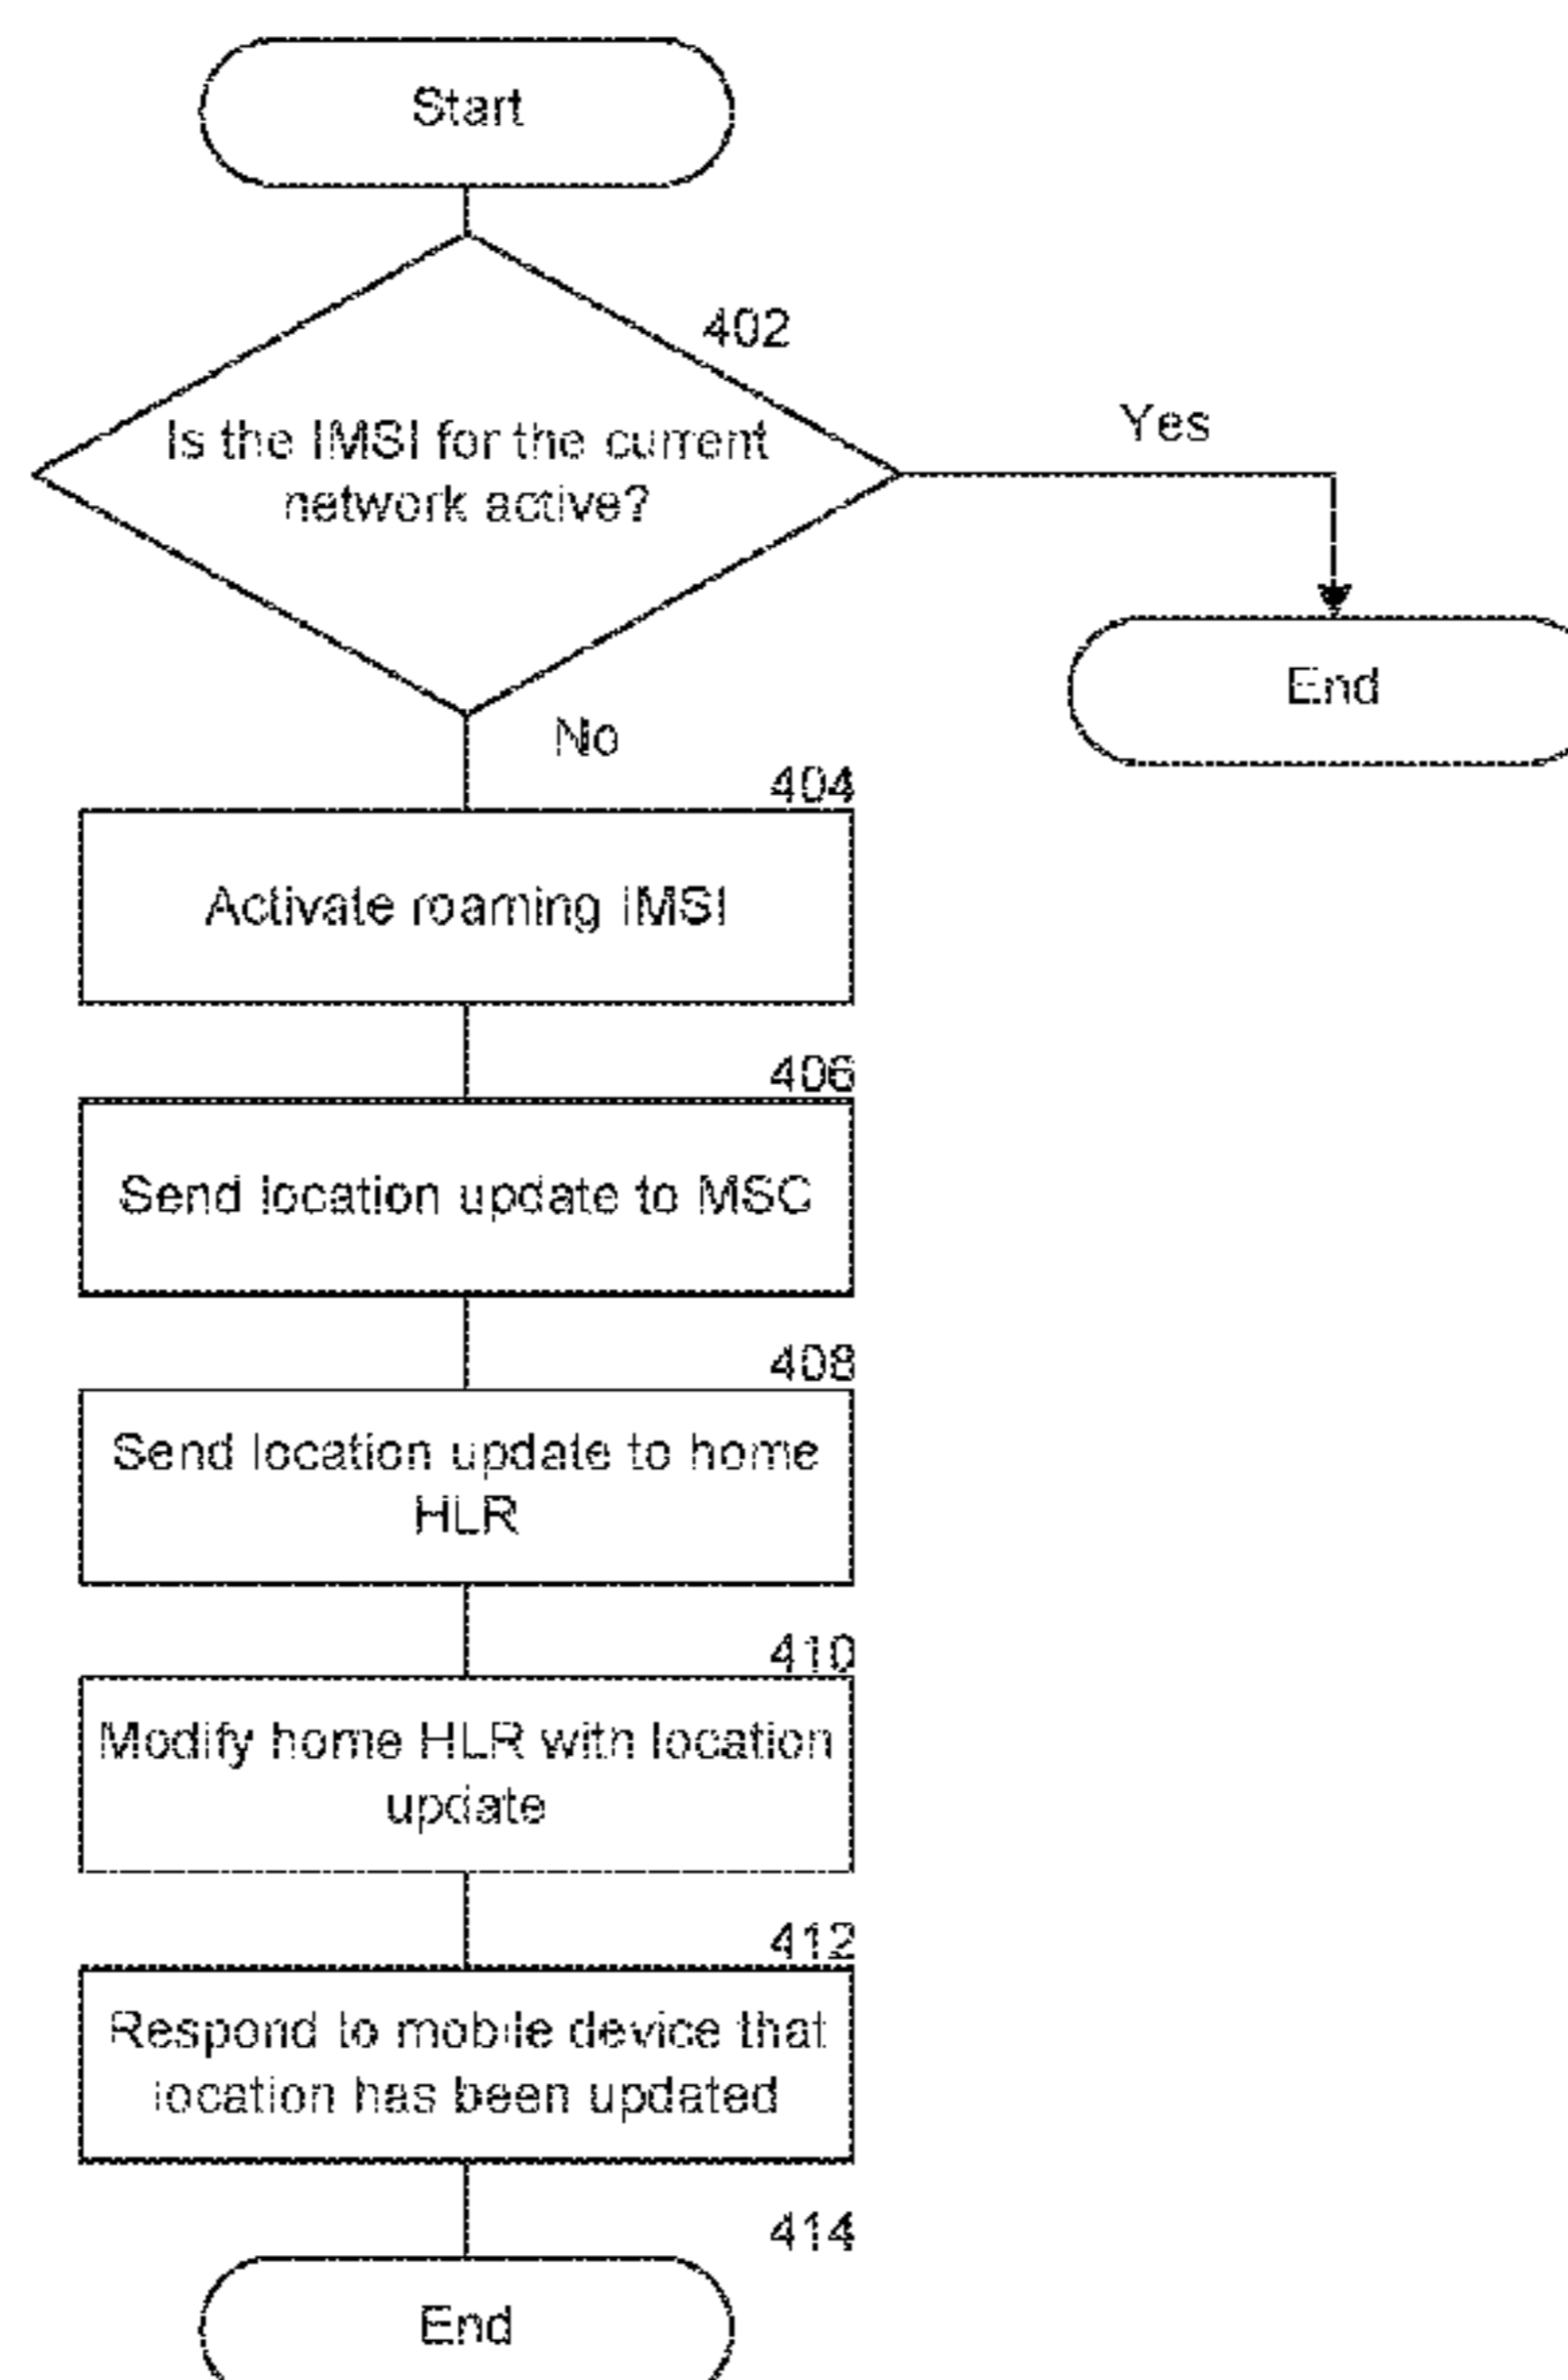 Start
402
Is the IMSI for the current
network active?
Yes
End
No
404
Activate roaming IMSI
406
Send location update to MSC
408
Send location update to home
HLR
410
Modify home HLR with location
update
412
Respond to mobile device that
location has been updated
414
End